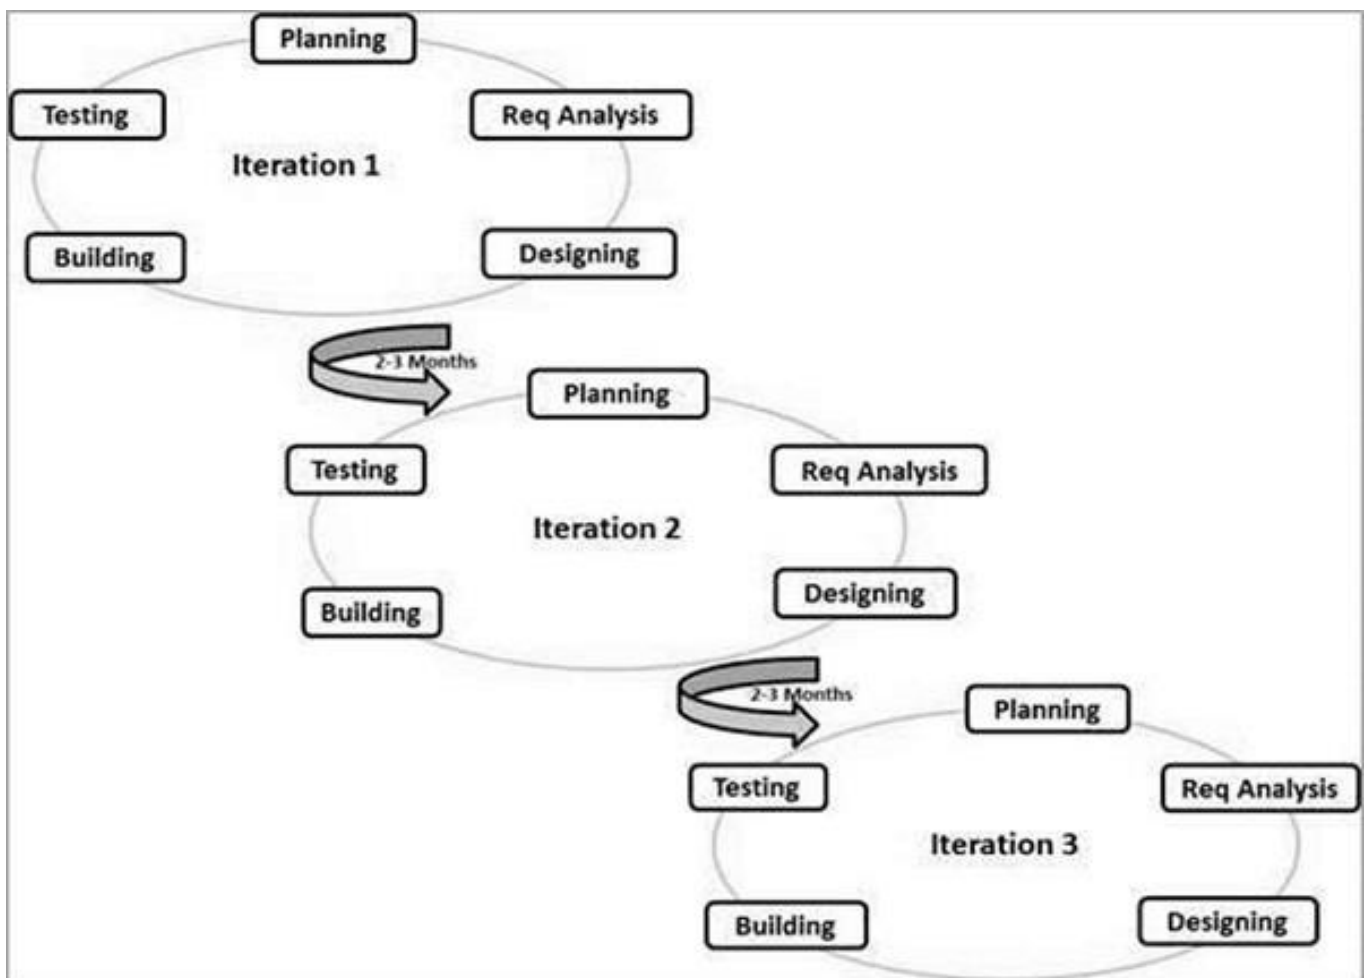 Planning
Testing
Req Analysis
Iteration 1
Building
Designing
2-3 Months
Planning
Testing
Req Analysis
Iteration 2
Building
Designing
2-3 Months
Planning
Testing
Req Analysis
Iteration 3
Building
Designing